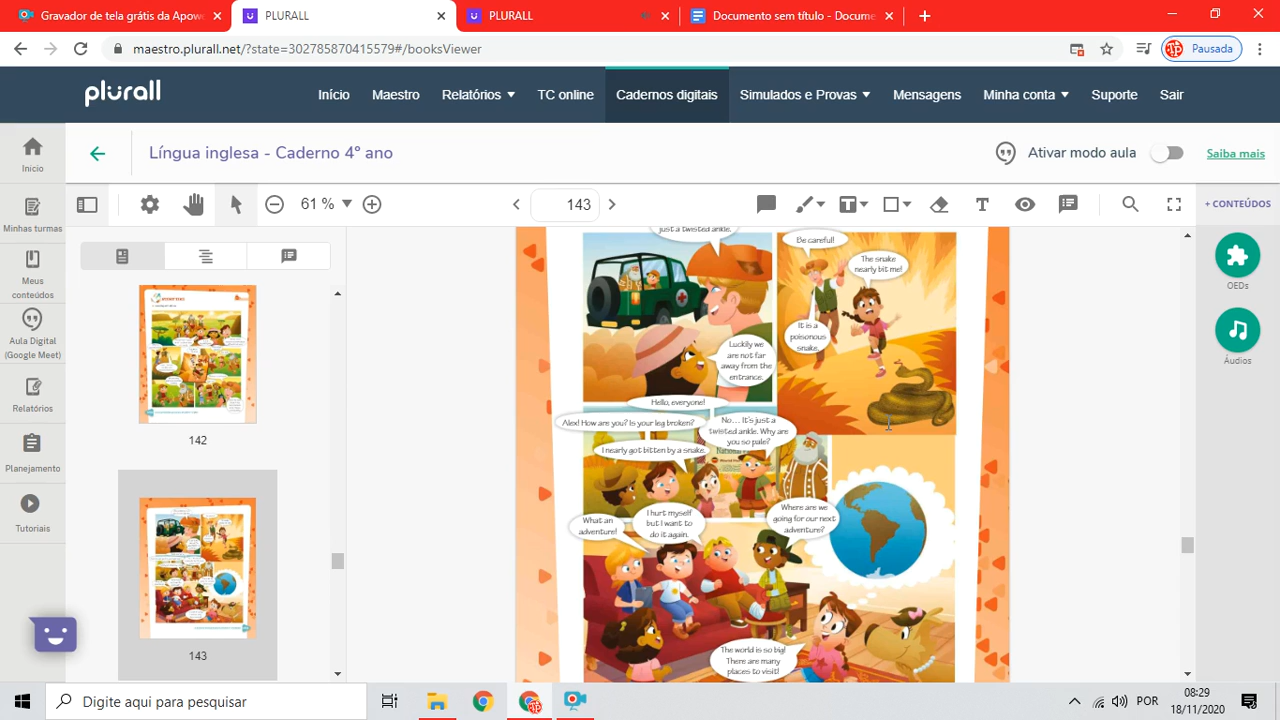 Gravador de tela grátis da Apowe
PLURALL
PLURALL
Documento sem título - Docume
maestro.plurall.net/?state=302785870415579#/booksViewer
Pausada
plurall
Início
Maestro
Relatórios
TC online
Cadernos digitais
Simulados e Provas
Mensagens
Minha conta
Suporte
Sair
Inicio
Minhas turmas
Meus
conteúdos
Aula Digital
(Google Meet)
Relatórios
Planejamento
Tutoriais
Língua inglesa - Caderno 4º ano
Ativar modo aula
Saiba mais
61 %
143
+ CONTEÚDOS
OEDs
Áudios
142
143
just a twisted ankle.
Luckily we
are not far
away from the
entrance.
Be careful!
The snake
nearly bit me!
It is a
poisonous
snake.
Hello, everyone!
Alex! How are you? Is your leg broken?
No... It's just a
twisted ankle. Why are
you so pale?
I nearly got bitten by a snake.
What an
adventure!
I hurt myself
but I want to
do it again.
Where are we
going for our next
adventure?
The world is so big!
There are many
places to visit!
Digite aqui para pesquisar
POR
08:29
18/11/2020